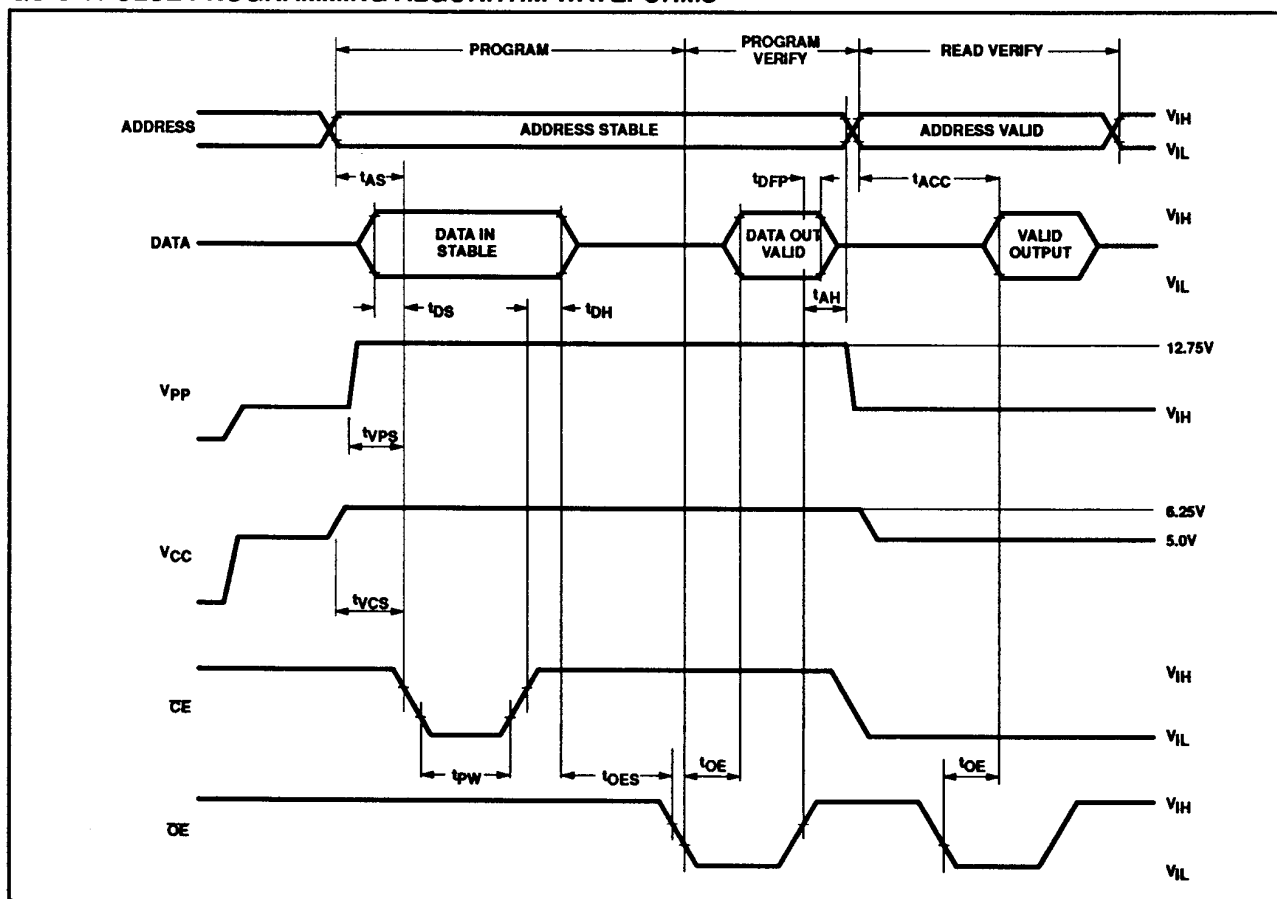 PROGRAM
PROGRAM
VERIFY
READ VERIFY
ADDRESS
ADDRESS STABLE
ADDRESS VALID
VIH
VIL
tAS
tDFP
tACC
DATA
DATA IN
STABLE
DATA OUT
VALID
VALID
OUTPUT
VIH
VIL
tDS
tDH
tAH
VPP
12.75V
VIH
tVPS
VCC
6.25V
5.0V
tVCS
CE
VIH
VIL
tPW
tOES
tOE
tOE
OE
VIH
VIL